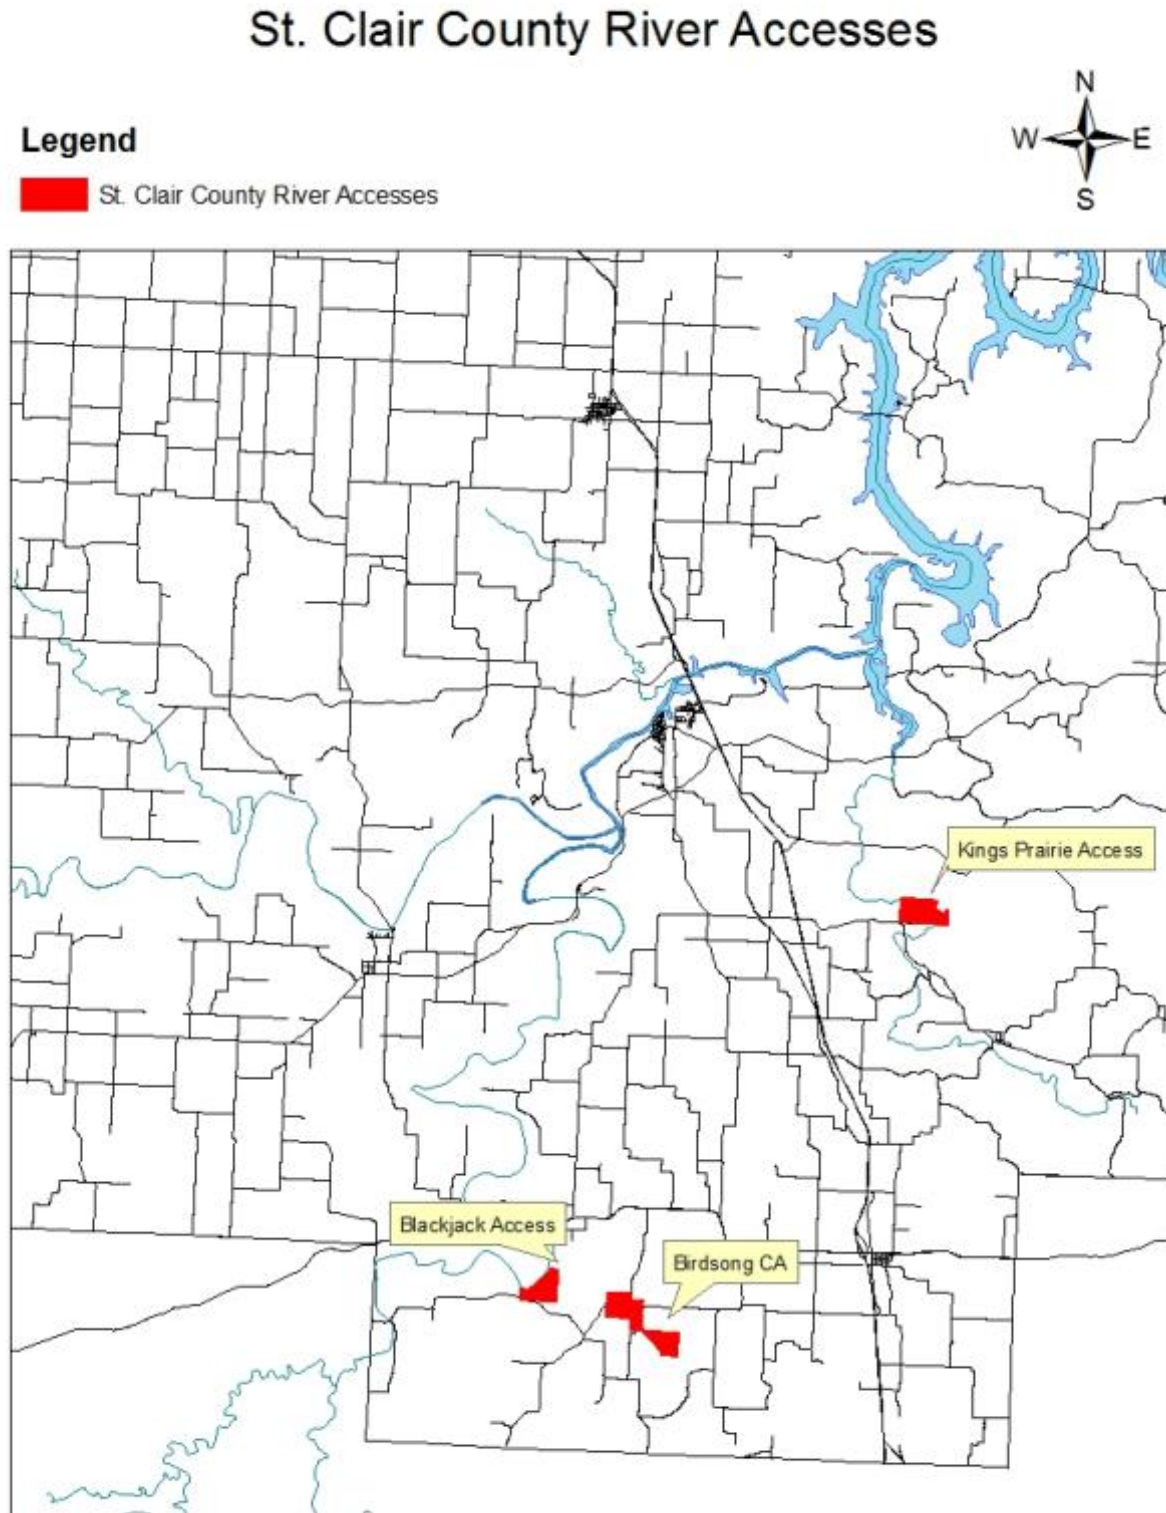 St. Clair County River Accesses
N
W E
S
Legend
St. Clair County River Accesses
Kings Prairie Access
Blackjack Access
Birdsong CA